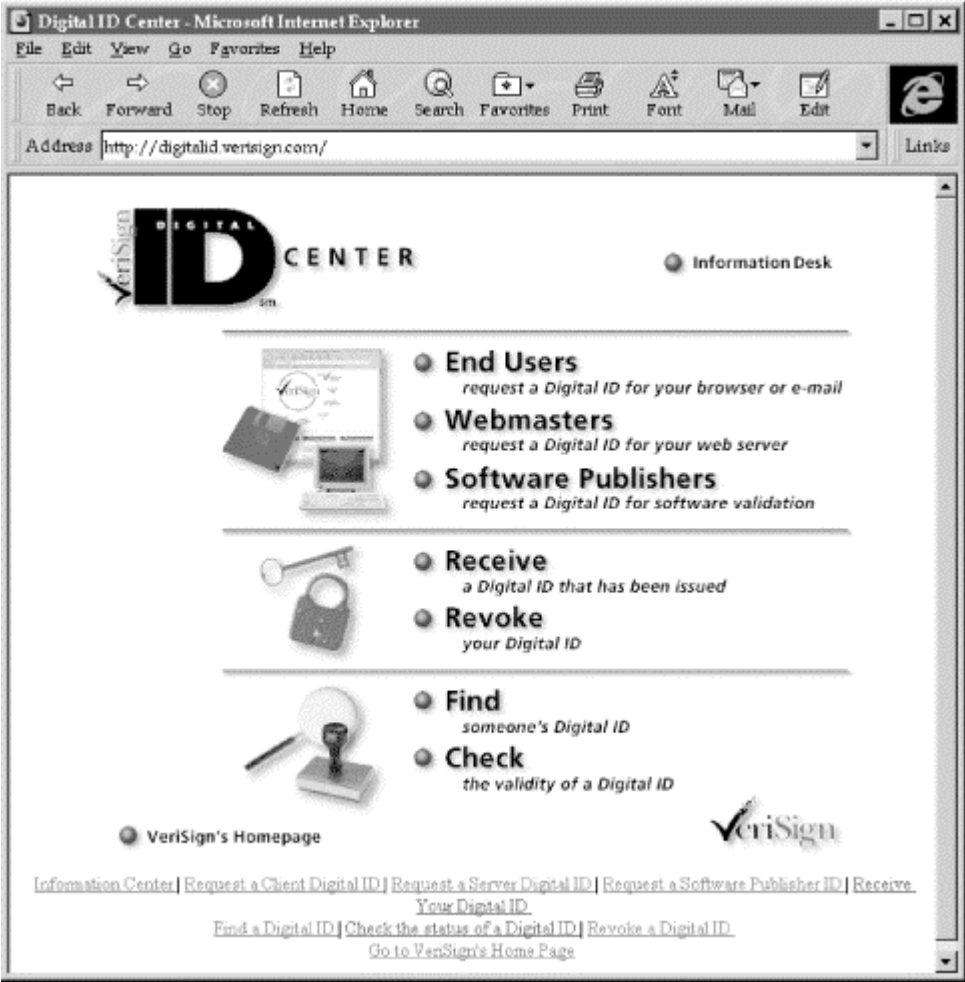 Digital ID Center - Microsoft Internet Explorer
File Edit View Go Favorites Help
Back Forward Stop Refresh Home Search Favorites Print Font Mail Edit
Address http://digitalid.verisign.com/ Links
VeriSign
DIGITAL
ID CENTER
sm
Information Desk
VeriSign
End Users
request a Digital ID for your browser or e-mail
Webmasters
request a Digital ID for your web server
Software Publishers
request a Digital ID for software validation
Receive
a Digital ID that has been issued
Revoke
your Digital ID
Find
someone's Digital ID
Check
the validity of a Digital ID
VeriSign's Homepage
VeriSign
Information Center | Request a Client Digital ID | Request a Server Digital ID | Request a Software Publisher ID | Receive
Your Digital ID
Find a Digital ID | Check the status of a Digital ID | Revoke a Digital ID
Go to VeriSign's Home Page